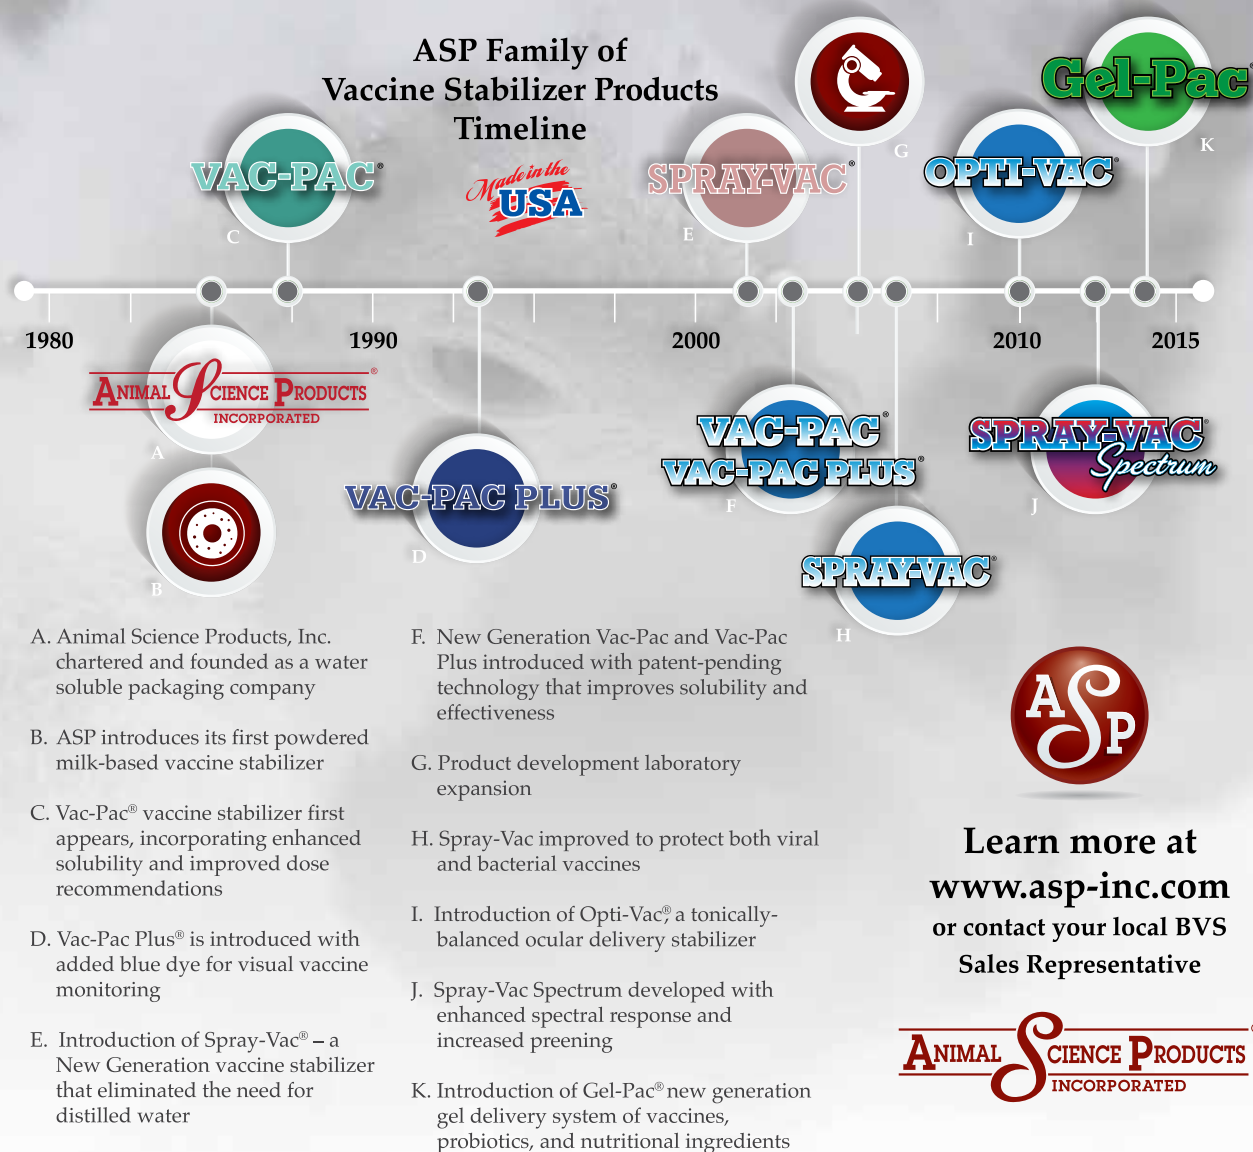 ASP Family of
Vaccine Stabilizer Products
Timeline
Gel-Pac®
K
G
VAC-PAC®
C
Made in the
USA
SPRAY-VAC®
E
OPTI-VAC®
I
1980
1990
2000
2010
2015
ANIMAL SCIENCE PRODUCTS®
INCORPORATED
A
B
VAC-PAC PLUS®
D
VAC-PAC®
VAC-PAC PLUS®
F
SPRAY-VAC®
Spectrum
J
SPRAY-VAC®
H
A. Animal Science Products, Inc.
chartered and founded as a water
soluble packaging company
B. ASP introduces its first powdered
milk-based vaccine stabilizer
C. Vac-Pac® vaccine stabilizer first
appears, incorporating enhanced
solubility and improved dose
recommendations
D. Vac-Pac Plus® is introduced with
added blue dye for visual vaccine
monitoring
E. Introduction of Spray-Vac® – a
New Generation vaccine stabilizer
that eliminated the need for
distilled water
F. New Generation Vac-Pac and Vac-Pac
Plus introduced with patent-pending
technology that improves solubility and
effectiveness
G. Product development laboratory
expansion
H. Spray-Vac improved to protect both viral
and bacterial vaccines
I. Introduction of Opti-Vac®, a tonically-
balanced ocular delivery stabilizer
J. Spray-Vac Spectrum developed with
enhanced spectral response and
increased preening
K. Introduction of Gel-Pac® new generation
gel delivery system of vaccines,
probiotics, and nutritional ingredients
ASP
Learn more at
www.asp-inc.com
or contact your local BVS
Sales Representative
ANIMAL SCIENCE PRODUCTS®
INCORPORATED